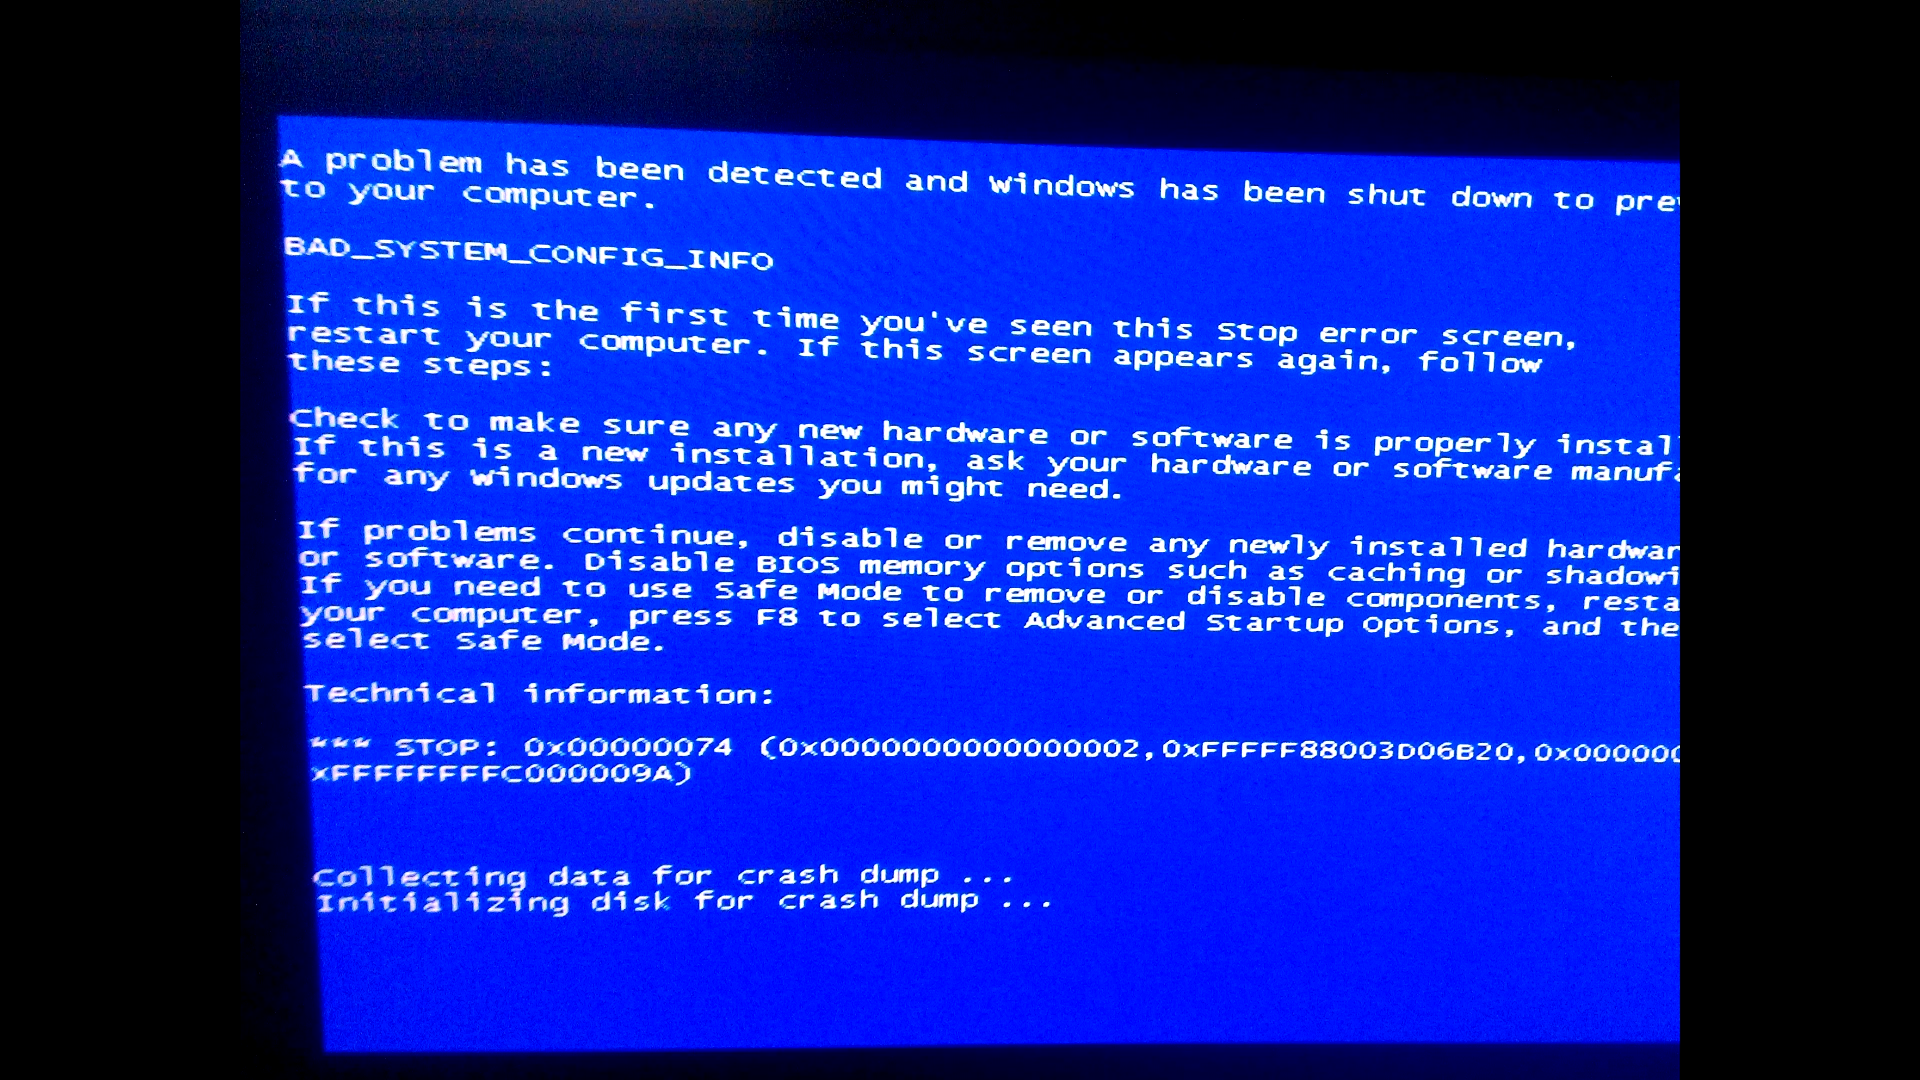 A problem has been detected and windows has been shut down to
to your computer.
BAD_SYSTEM_CONFIG_INFO
If this is the first time you've seen this Stop error screen,
restart your computer. If this screen appears again, follow
these steps:
Check to make sure any new hardware or software is properly instal
If this is a new installation, ask your hardware or software manufa
for any windows updates you might need.
If problems continue, disable or remove any newly installed hardwar
or software. Disable BIOS memory options such as caching or shadowi
If you need to use Safe Mode to remove or disable components, resta
your computer, press F8 to select Advanced Startup Options, and the
select Safe Mode.
Technical information:
*** STOP: 0x00000074 (0x0000000000000002,0xFFFFF88003D06B20,0x000000
xFFFFFFFFC000009A)
Collecting data for crash dump ...
Initializing disk for crash dump ...